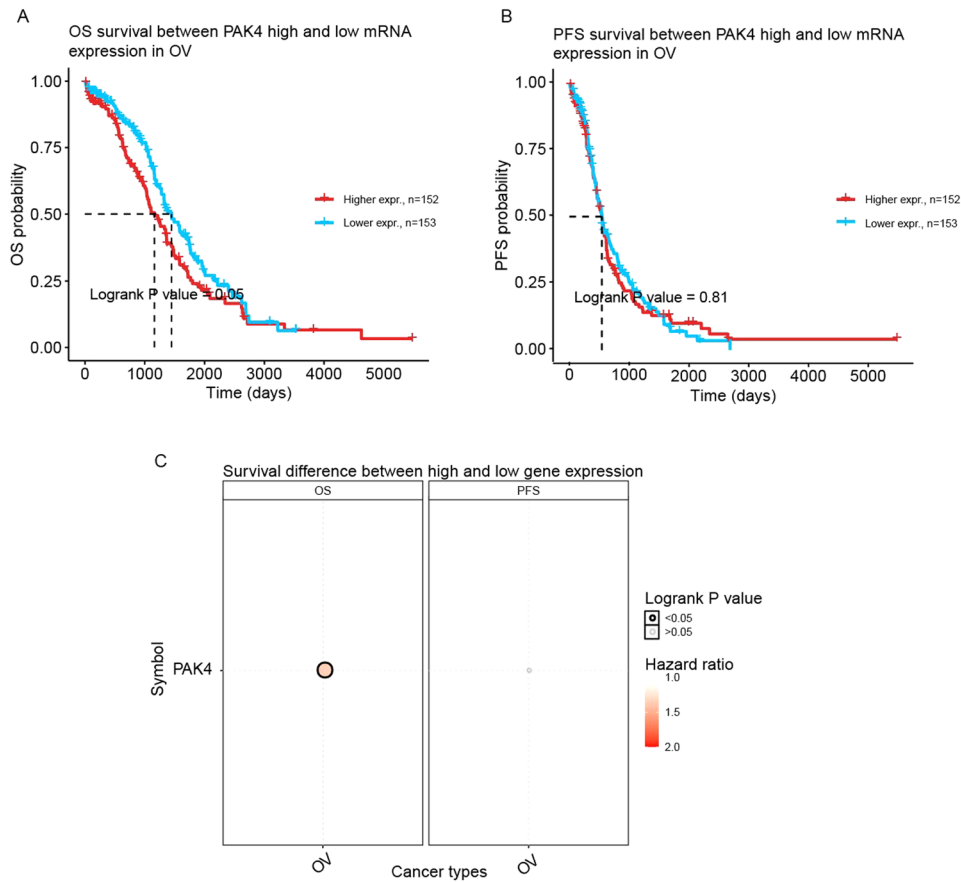 A
OS survival between PAK4 high and low mRNA
expression in OV
1.00
0.75
0.50
0.25
0.00
OS probability
Higher expr., n=152
Lower expr., n=153
Logrank P value = 0.05
0 1000 2000 3000 4000 5000
Time (days)
B
PFS survival between PAK4 high and low mRNA
expression in OV
1.00
0.75
0.50
0.25
0.00
PFS probability
Higher expr., n=152
Lower expr., n=153
Logrank P value = 0.81
0 1000 2000 3000 4000 5000
Time (days)
C
Survival difference between high and low gene expression
OS PFS
Symbol
PAK4
OV OV
Cancer types
Logrank P value
<0.05
>0.05
Hazard ratio
1.0
1.5
2.0